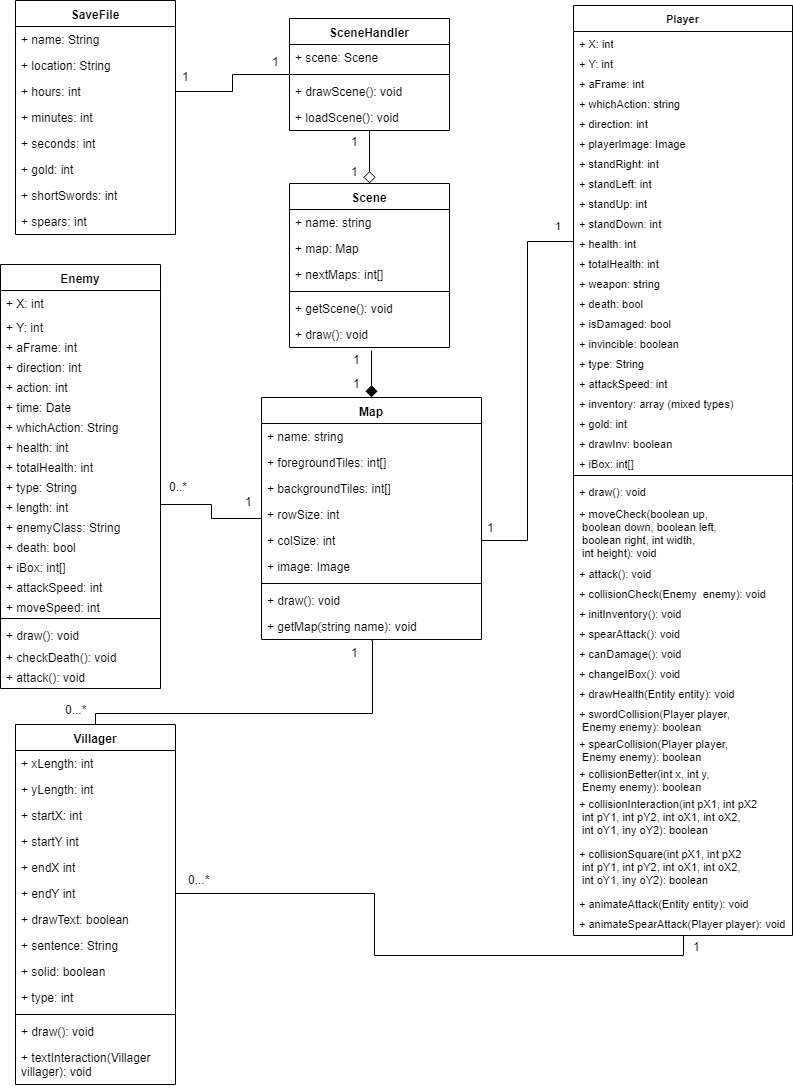 SaveFile
+ name: String
+ location: String
+ hours: int
+ minutes: int
+ seconds: int
+ gold: int
+ shortSwords: int
+ spears: int
1
1
SceneHandler
+ scene: Scene
+ drawScene(): void
+ loadScene(): void
1
1
Scene
+ name: string
+ map: Map
+ nextMaps: int[]
+ getScene(): void
+ draw(): void
1
1
Map
+ name: string
+ foregroundTiles: int[]
+ backgroundTiles: int[]
+ rowSize: int
+ colSize: int
+ image: Image
+ draw(): void
+ getMap(string name): void
Enemy
+ X: int
+ Y: int
+ aFrame: int
+ direction: int
+ action: int
+ time: Date
+ whichAction: String
+ health: int
+ totalHealth: int
+ type: String
+ length: int
+ enemyClass: String
+ death: bool
+ iBox: int[]
+ attackSpeed: int
+ moveSpeed: int
+ draw(): void
+ checkDeath(): void
+ attack(): void
0..*
1
1
0...*
Villager
+ xLength: int
+ yLength: int
+ startX: int
+ startY int
+ endX int
+ endY int
+ drawText: boolean
+ sentence: String
+ solid: boolean
+ type: int
+ draw(): void
+ textInteraction(Villager
villager): void
0...*
1
1
1
Player
+ X: int
+ Y: int
+ aFrame: int
+ whichAction: string
+ direction: int
+ playerImage: Image
+ standRight: int
+ standLeft: int
+ standUp: int
+ standDown: int
+ health: int
+ totalHealth: int
+ weapon: string
+ death: bool
+ isDamaged: bool
+ invincible: boolean
+ type: String
+ attackSpeed: int
+ inventory: array (mixed types)
+ gold: int
+ drawInv: boolean
+ iBox: int[]
+ draw(): void
+ moveCheck(boolean up,
boolean down, boolean left,
boolean right, int width,
int height): void
+ attack(): void
+ collisionCheck(Enemy enemy): void
+ initInventory(): void
+ spearAttack(): void
+ canDamage(): void
+ changeIBox(): void
+ drawHealth(Entity entity): void
+ swordCollision(Player player,
Enemy enemy): boolean
+ spearCollision(Player player,
Enemy enemy): boolean
+ collisionBetter(int x, int y,
Enemy enemy): boolean
+ collisionInteraction(int pX1, int pX2
int pY1, int pY2, int oX1, int oX2,
int oY1, iny oY2): boolean
+ collisionSquare(int pX1, int pX2
int pY1, int pY2, int oX1, int oX2,
int oY1, iny oY2): boolean
+ animateAttack(Entity entity): void
+ animateSpearAttack(Player player): void